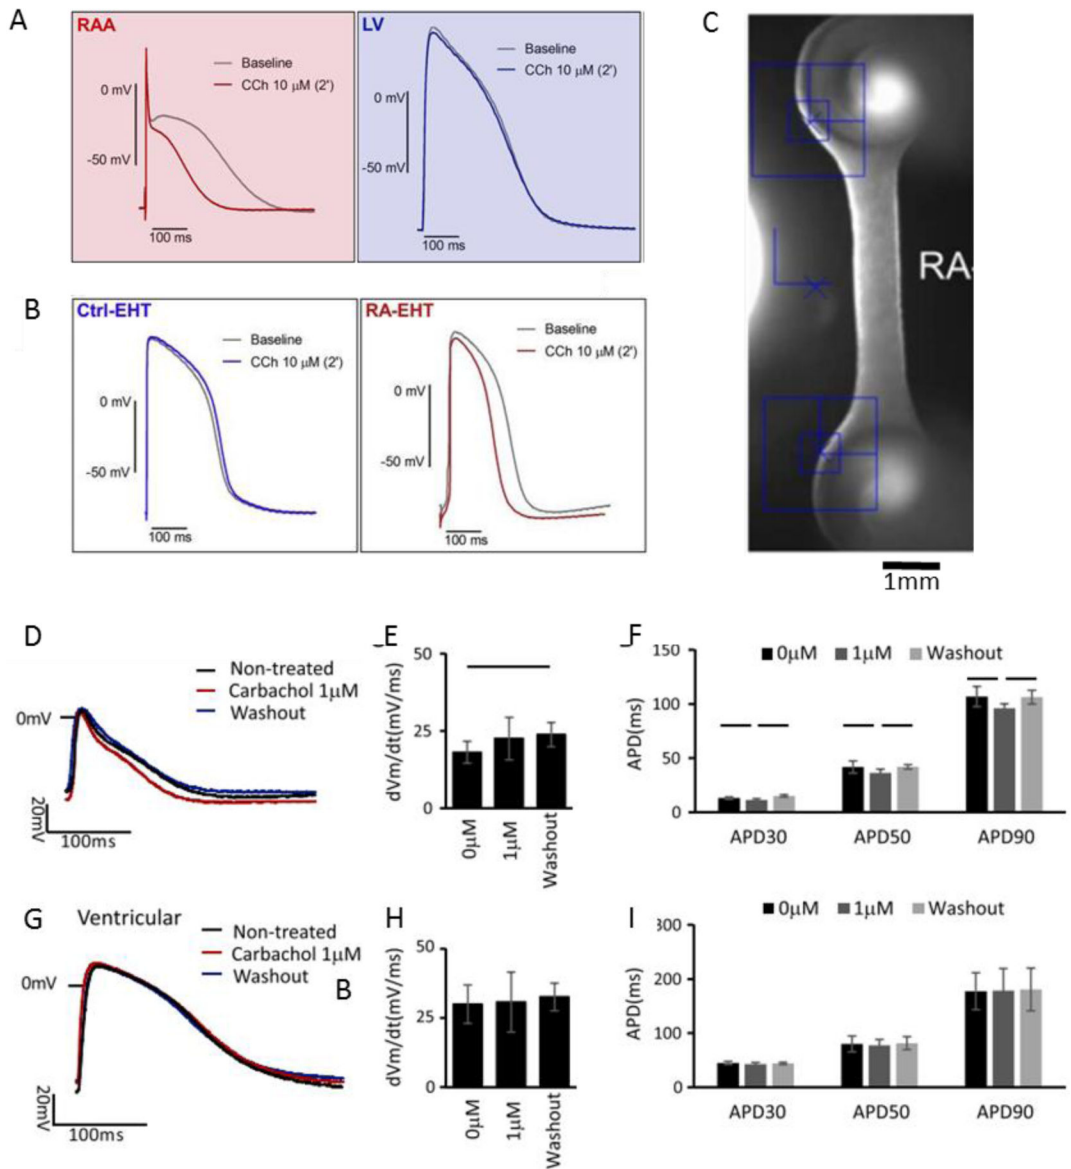 A
RAA
Baseline
CCh 10 µM (2')
0 mV
-50 mV
100 ms
LV
Baseline
CCh 10 µM (2')
0 mV
-50 mV
100 ms
C
RA-
1mm
B
Ctrl-EHT
Baseline
CCh 10 µM (2')
0 mV
-50 mV
100 ms
RA-EHT
Baseline
CCh 10 µM (2')
0 mV
-50 mV
100 ms
D
Non-treated
Carbachol 1µM
Washout
0mV
20mV
100ms
E
50
25
0
dVm/dt(mV/ms)
0µM
1µM
Washout
F
0µM 1µM Washout
150
100
50
0
APD(ms)
APD30 APD50 APD90
G
Ventricular
Non-treated
Carbachol 1µM
Washout
0mV
20mV
100ms
B
H
50
25
0
dVm/dt(mV/ms)
0µM
1µM
Washout
I
0µM 1µM Washout
300
200
100
0
APD(ms)
APD30 APD50 APD90